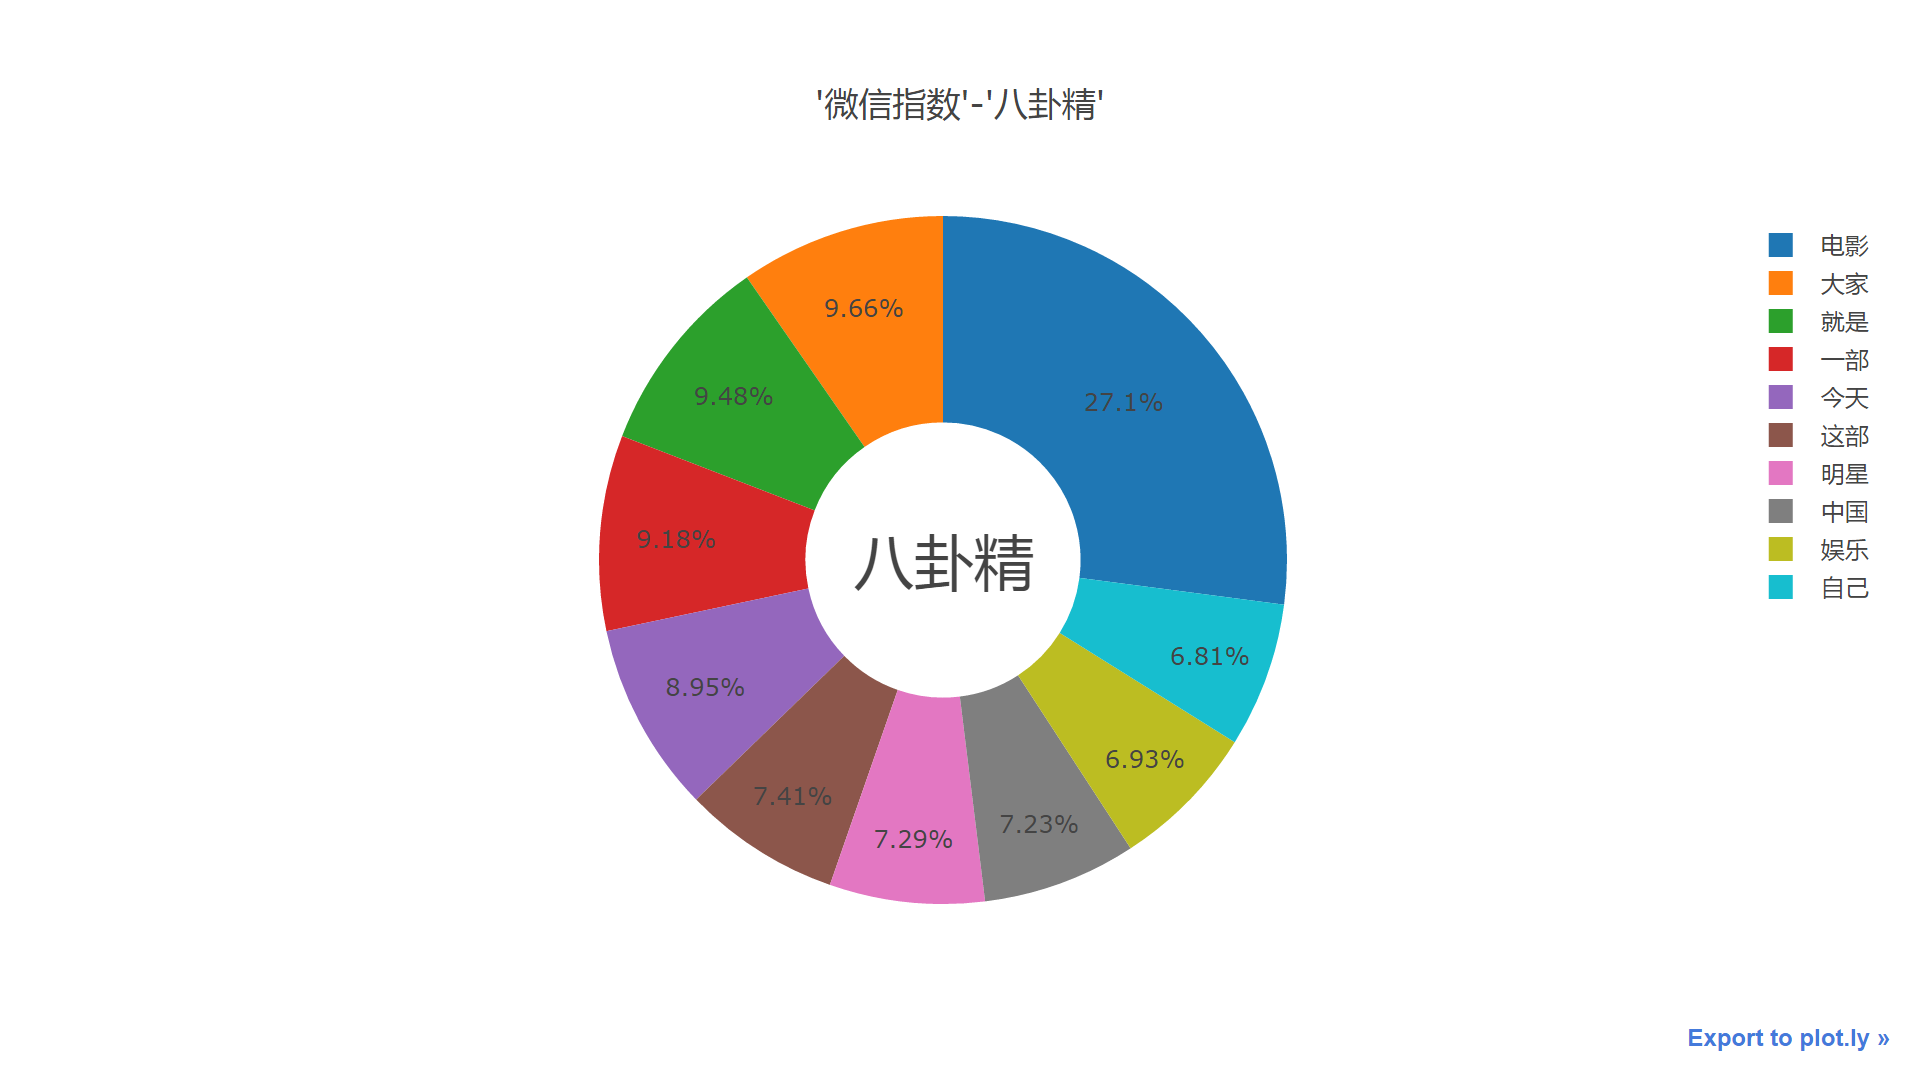 '微信指数'-'八卦精'
9.66%
27.1%
9.48%
9.18%
八卦精
8.95%
6.81%
7.41%
7.29%
7.23%
6.93%
电影
大家
就是
一部
今天
这部
明星
中国
娱乐
自己
Export to plot.ly »